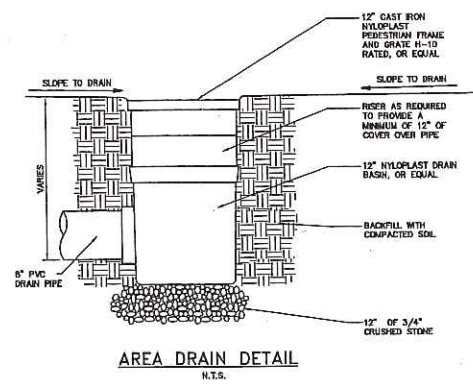 12" CAST IRON
NYLOPLAST
PEDESTRIAN FRAME
AND GRATE H-10
RATED, OR EQUAL
SLOPE TO DRAIN
SLOPE TO DRAIN
RISER AS REQUIRED
TO PROVIDE A
MINIMUM OF 12" OF
COVER OVER PIPE
12" NYLOPLAST DRAIN
BASIN, OR EQUAL
VARIES
BACKFILL WITH
COMPACTED SOIL
PVC
DRAIN PIPE
12" OF 3/4"
CRUSHED STONE
AREA DRAIN DETAIL
N.T.S.